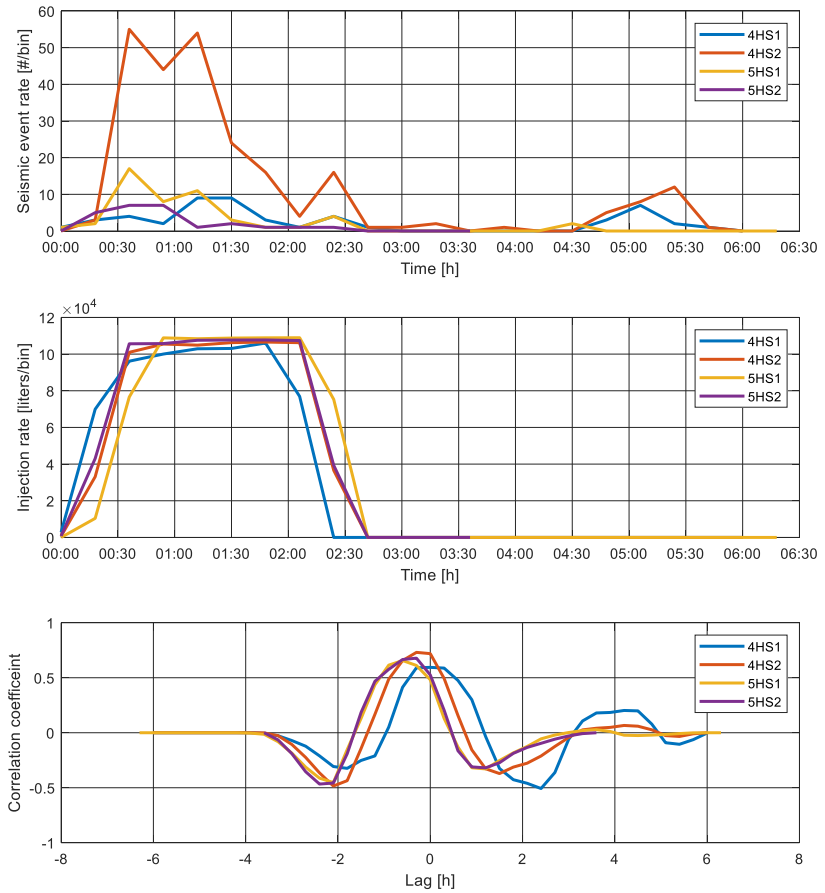 60
50
40
30
20
10
0
Seismic event rate [#/bin]
4HS1
4HS2
5HS1
5HS2
00:00 00:30 01:00 01:30 02:00 02:30 03:00 03:30 04:00 04:30 05:00 05:30 06:00 06:30
Time [h]
×10⁴
12
10
8
6
4
2
0
Injection rate [liters/bin]
4HS1
4HS2
5HS1
5HS2
00:00 00:30 01:00 01:30 02:00 02:30 03:00 03:30 04:00 04:30 05:00 05:30 06:00 06:30
Time [h]
1
0.5
0
-0.5
-1
Correlation coefficeint
4HS1
4HS2
5HS1
5HS2
-8 -6 -4 -2 0 2 4 6 8
Lag [h]